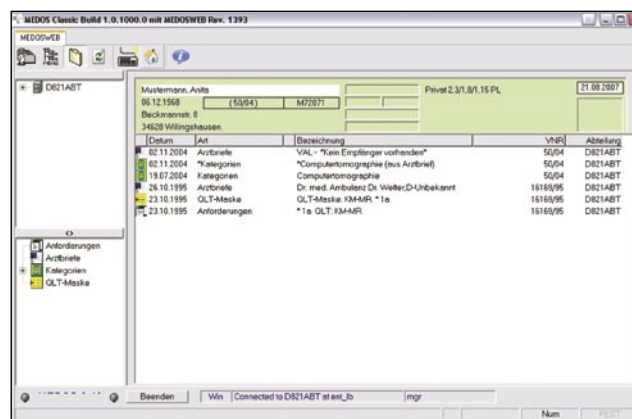 MEDOS Classic Build 1.0.1000.0 mit MEDOSWEB Rev. 1393
MEDOSWEB
D821ABT
Mustermann, Anita Privat 2.3/1.8/1.15 PL 21.08.2007
06.12.1968 (50/04) M72071
Beckmannstr. 8
34628 Willingshausen
Datum Art Bezeichnung VNR Abteilung
02.11.2004 Arztbriefe VAL - "Kein Empfänger vorhanden" 50/04 D821ABT
02.11.2004 *Kategorien *Computertomographie (aus Arztbrief) 50/04 D821ABT
19.07.2004 Kategorien Computertomographie 50/04 D821ABT
26.10.1995 Arztbriefe Dr. med. Ambulanz Dr. Welter,D-Unbekannt 16169/95 D821ABT
23.10.1995 QLT-Maske QLT-Maske: KM-MR *1a 16169/95 D821ABT
23.10.1995 Anforderungen *1a QLT: KM-MR 16169/95 D821ABT
Anforderungen
Arztbriefe
Kategorien
QLT-Maske
Beenden Win Connected to D821ABT at ent_lb mgr
Num FEST